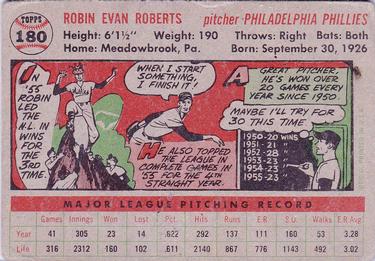 TOPPS
180
ROBIN EVAN ROBERTS pitcher-PHILADELPHIA PHILLIES
Height: 6'1½" Weight: 190 Throws: Right Bats: Both
Home: Meadowbrook, Pa. Born: September 30, 1926
IN '55 ROBIN LED THE N.L. IN WINS FOR THE 3RD TIME.
WHEN I START SOMETHING, I FINISH IT!
HE ALSO TOPPED THE LEAGUE IN COMPLETE GAMES IN '55 FOR THE 4TH STRAIGHT YEAR.
A GREAT PITCHER, HE'S WON OVER 20 GAMES EVERY YEAR SINCE 1950.
MAYBE I'LL TRY FOR 30 THIS TIME
1950-20 WINS
1951-21 "
1952-28 "
1953-23 "
1954-23 "
1955-23 "
MAJOR LEAGUE PITCHING RECORD
Games Innings Won Lost Pct. Hits Runs E.R SO Walks E.R Avg
Year 41 305 23 14 .622 292 137 111 160 53 3.28
Life 316 2312 160 102 .611 2140 867 776 1143 492 3.02